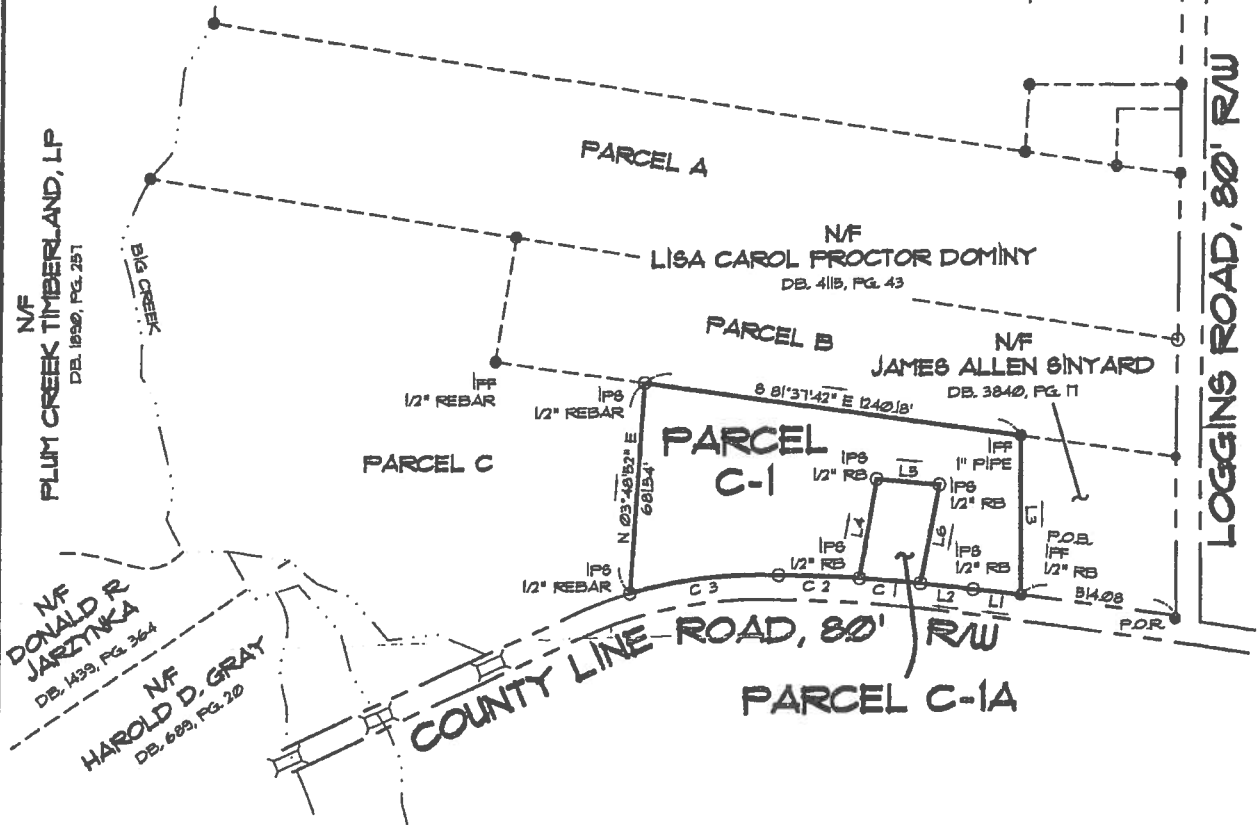 PARCEL A
N/F
LISA CAROL PROCTOR DOMINY
DB. 4115, PG. 43
N/F
PLUM CREEK TIMBERLAND, LP
DB. 1890, PG. 257
BIG CREEK
LOGGINS ROAD, 80' R/W
PARCEL B
N/F
JAMES ALLEN SINYARD
DB. 3840, PG. 17
IPF
1/2" REBAR
IPS
1/2" REBAR
S 81°37'42" E 1240.18'
PARCEL C
PARCEL
C-1
N 03°48'52" E
681.54'
IPF
1" PIPE
IPS
1/2" RB
L5
IPS
1/2" RB
L4
L6
L3
P.O.B.
IPF
1/2" RB
IPS
1/2" RB
IPS
1/2" RB
IPS
1/2" REBAR
C 3
C 2
C 1
L2
L1
514.08
P.O.R.
COUNTY LINE ROAD, 80' R/W
PARCEL C-1A
N/F
DONALD R
JARZYNKA
DB. 1439, PG. 364
N/F
HAROLD D. GRAY
DB. 689, PG. 20